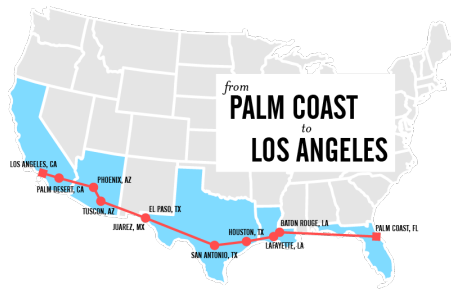 from
PALM COAST
to
LOS ANGELES
LOS ANGELES, CA
PALM DESERT, CA
PHOENIX, AZ
TUSCON, AZ
EL PASO, TX
JUAREZ, MX
SAN ANTONIO, TX
HOUSTON, TX
BATON ROUGE, LA
LAFAYETTE, LA
PALM COAST, FL